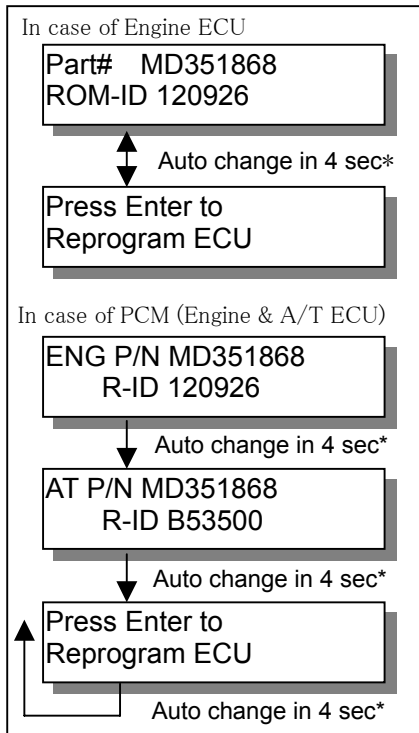 In case of Engine ECU
Part# MD351868
ROM-ID 120926
Auto change in 4 sec*
Press Enter to
Reprogram ECU
In case of PCM (Engine & A/T ECU)
ENG P/N MD351868
R-ID 120926
Auto change in 4 sec*
AT P/N MD351868
R-ID B53500
Auto change in 4 sec*
Press Enter to
Reprogram ECU
Auto change in 4 sec*